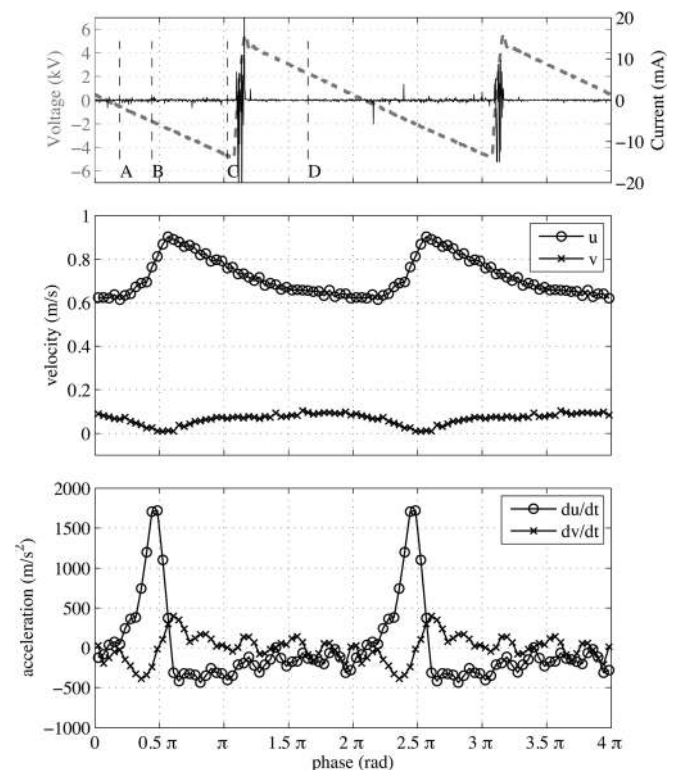 6
4
2
0
−2
−4
−6
Voltage (kV)
20
10
0
−10
−20
Current (mA)
A B C D
1
0.8
0.6
0.4
0.2
0
velocity (m/s)
u
v
2000
1500
1000
500
0
−500
−1000
acceleration (m/s²)
du/dt
dv/dt
0 0.5 π π 1.5 π 2 π 2.5 π 3 π 3.5 π 4 π
phase (rad)